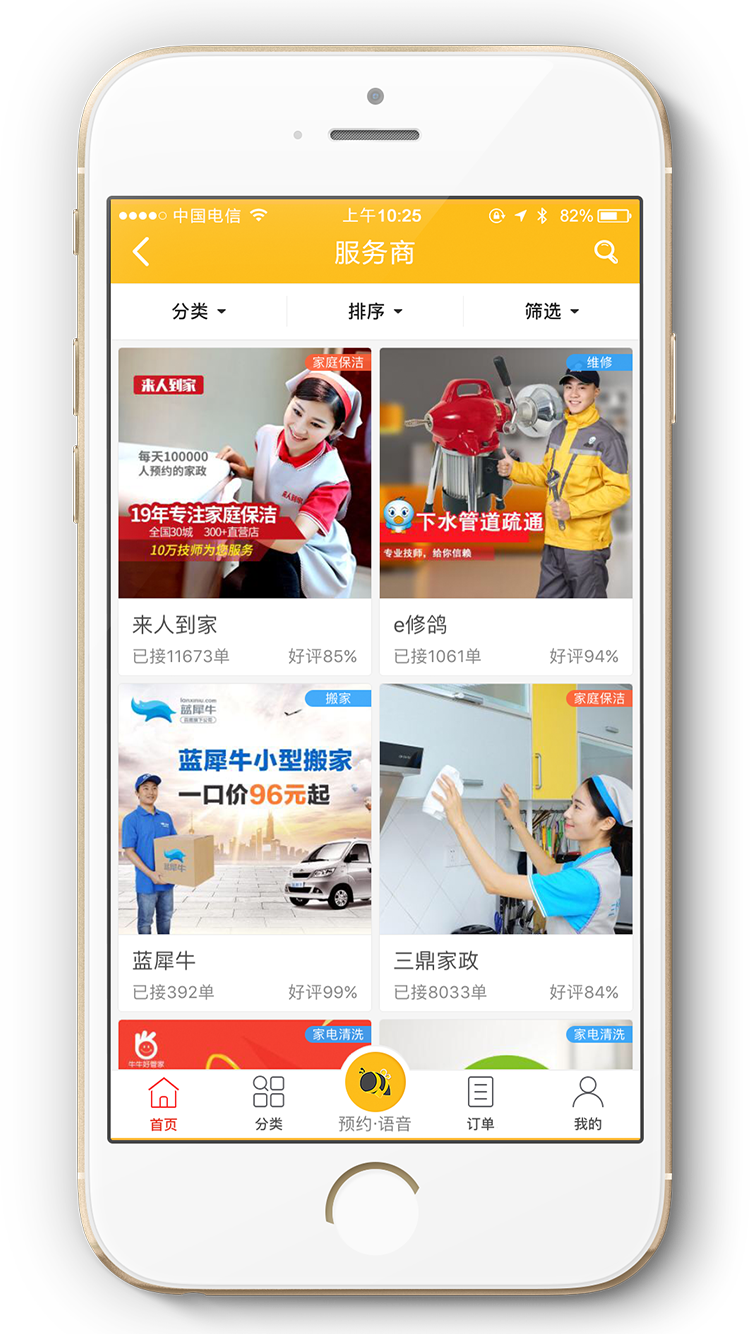 中国电信
上午10:25
82%
服务商
分类
排序
筛选
家庭保洁
来人到家
每天100000
人预约的家政
来人到家
19年专注家庭保洁
全国30城 300+直营店
10万技师为您服务
来人到家
已接11673单
好评85%
维修
下水管道疏通
专业技师,给你信赖
e修鸽
已接1061单
好评94%
搬家
lanxiniu.com
蓝犀牛
蓝犀牛小型搬家
一口价96元起
蓝犀牛
蓝犀牛
已接392单
好评99%
家庭保洁
三鼎家政
已接8033单
好评84%
家电清洗
牛牛好管家
家电清洗
首页
分类
预约·语音
订单
我的